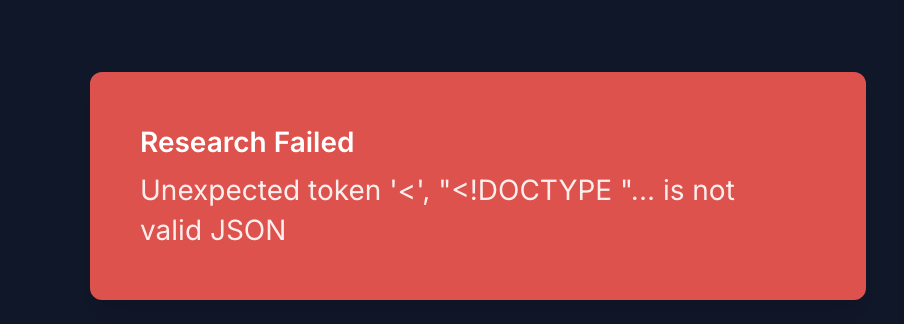 Research Failed
Unexpected token '<', "<!DOCTYPE "... is not
valid JSON